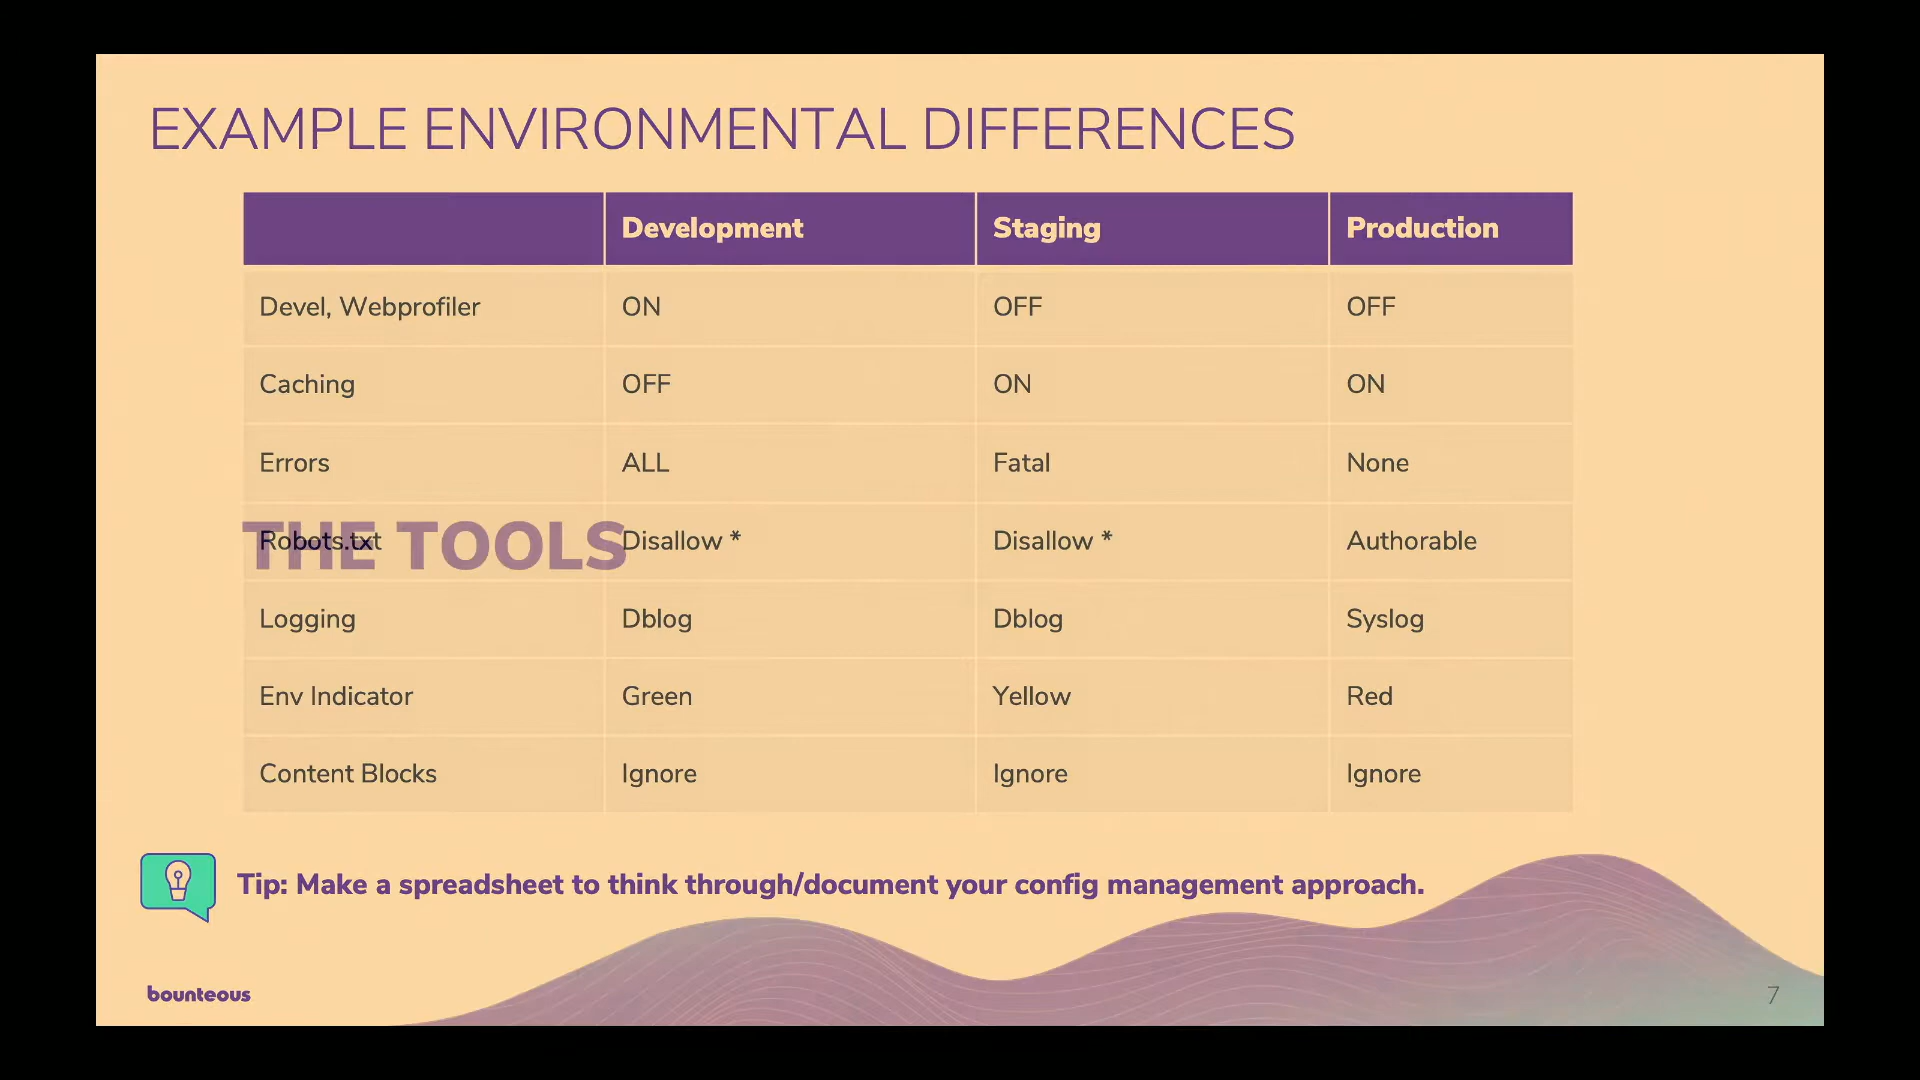 EXAMPLE ENVIRONMENTAL DIFFERENCES
Development Staging Production
Devel, Webprofiler ON OFF OFF
Caching OFF ON ON
Errors ALL Fatal None
Robots.txt Disallow * Disallow * Authorable
THE TOOLS
Logging Dblog Dblog Syslog
Env Indicator Green Yellow Red
Content Blocks Ignore Ignore Ignore
Tip: Make a spreadsheet to think through/document your config management approach.
bounteous
7